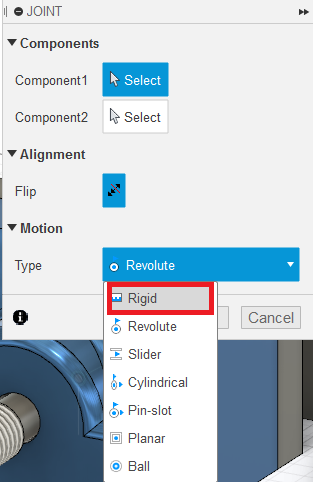 JOINT
Components
Component1 Select
Component2 Select
Alignment
Flip
Motion
Type Revolute
Rigid
Revolute
Slider
Cylindrical
Pin-slot
Planar
Ball
Cancel